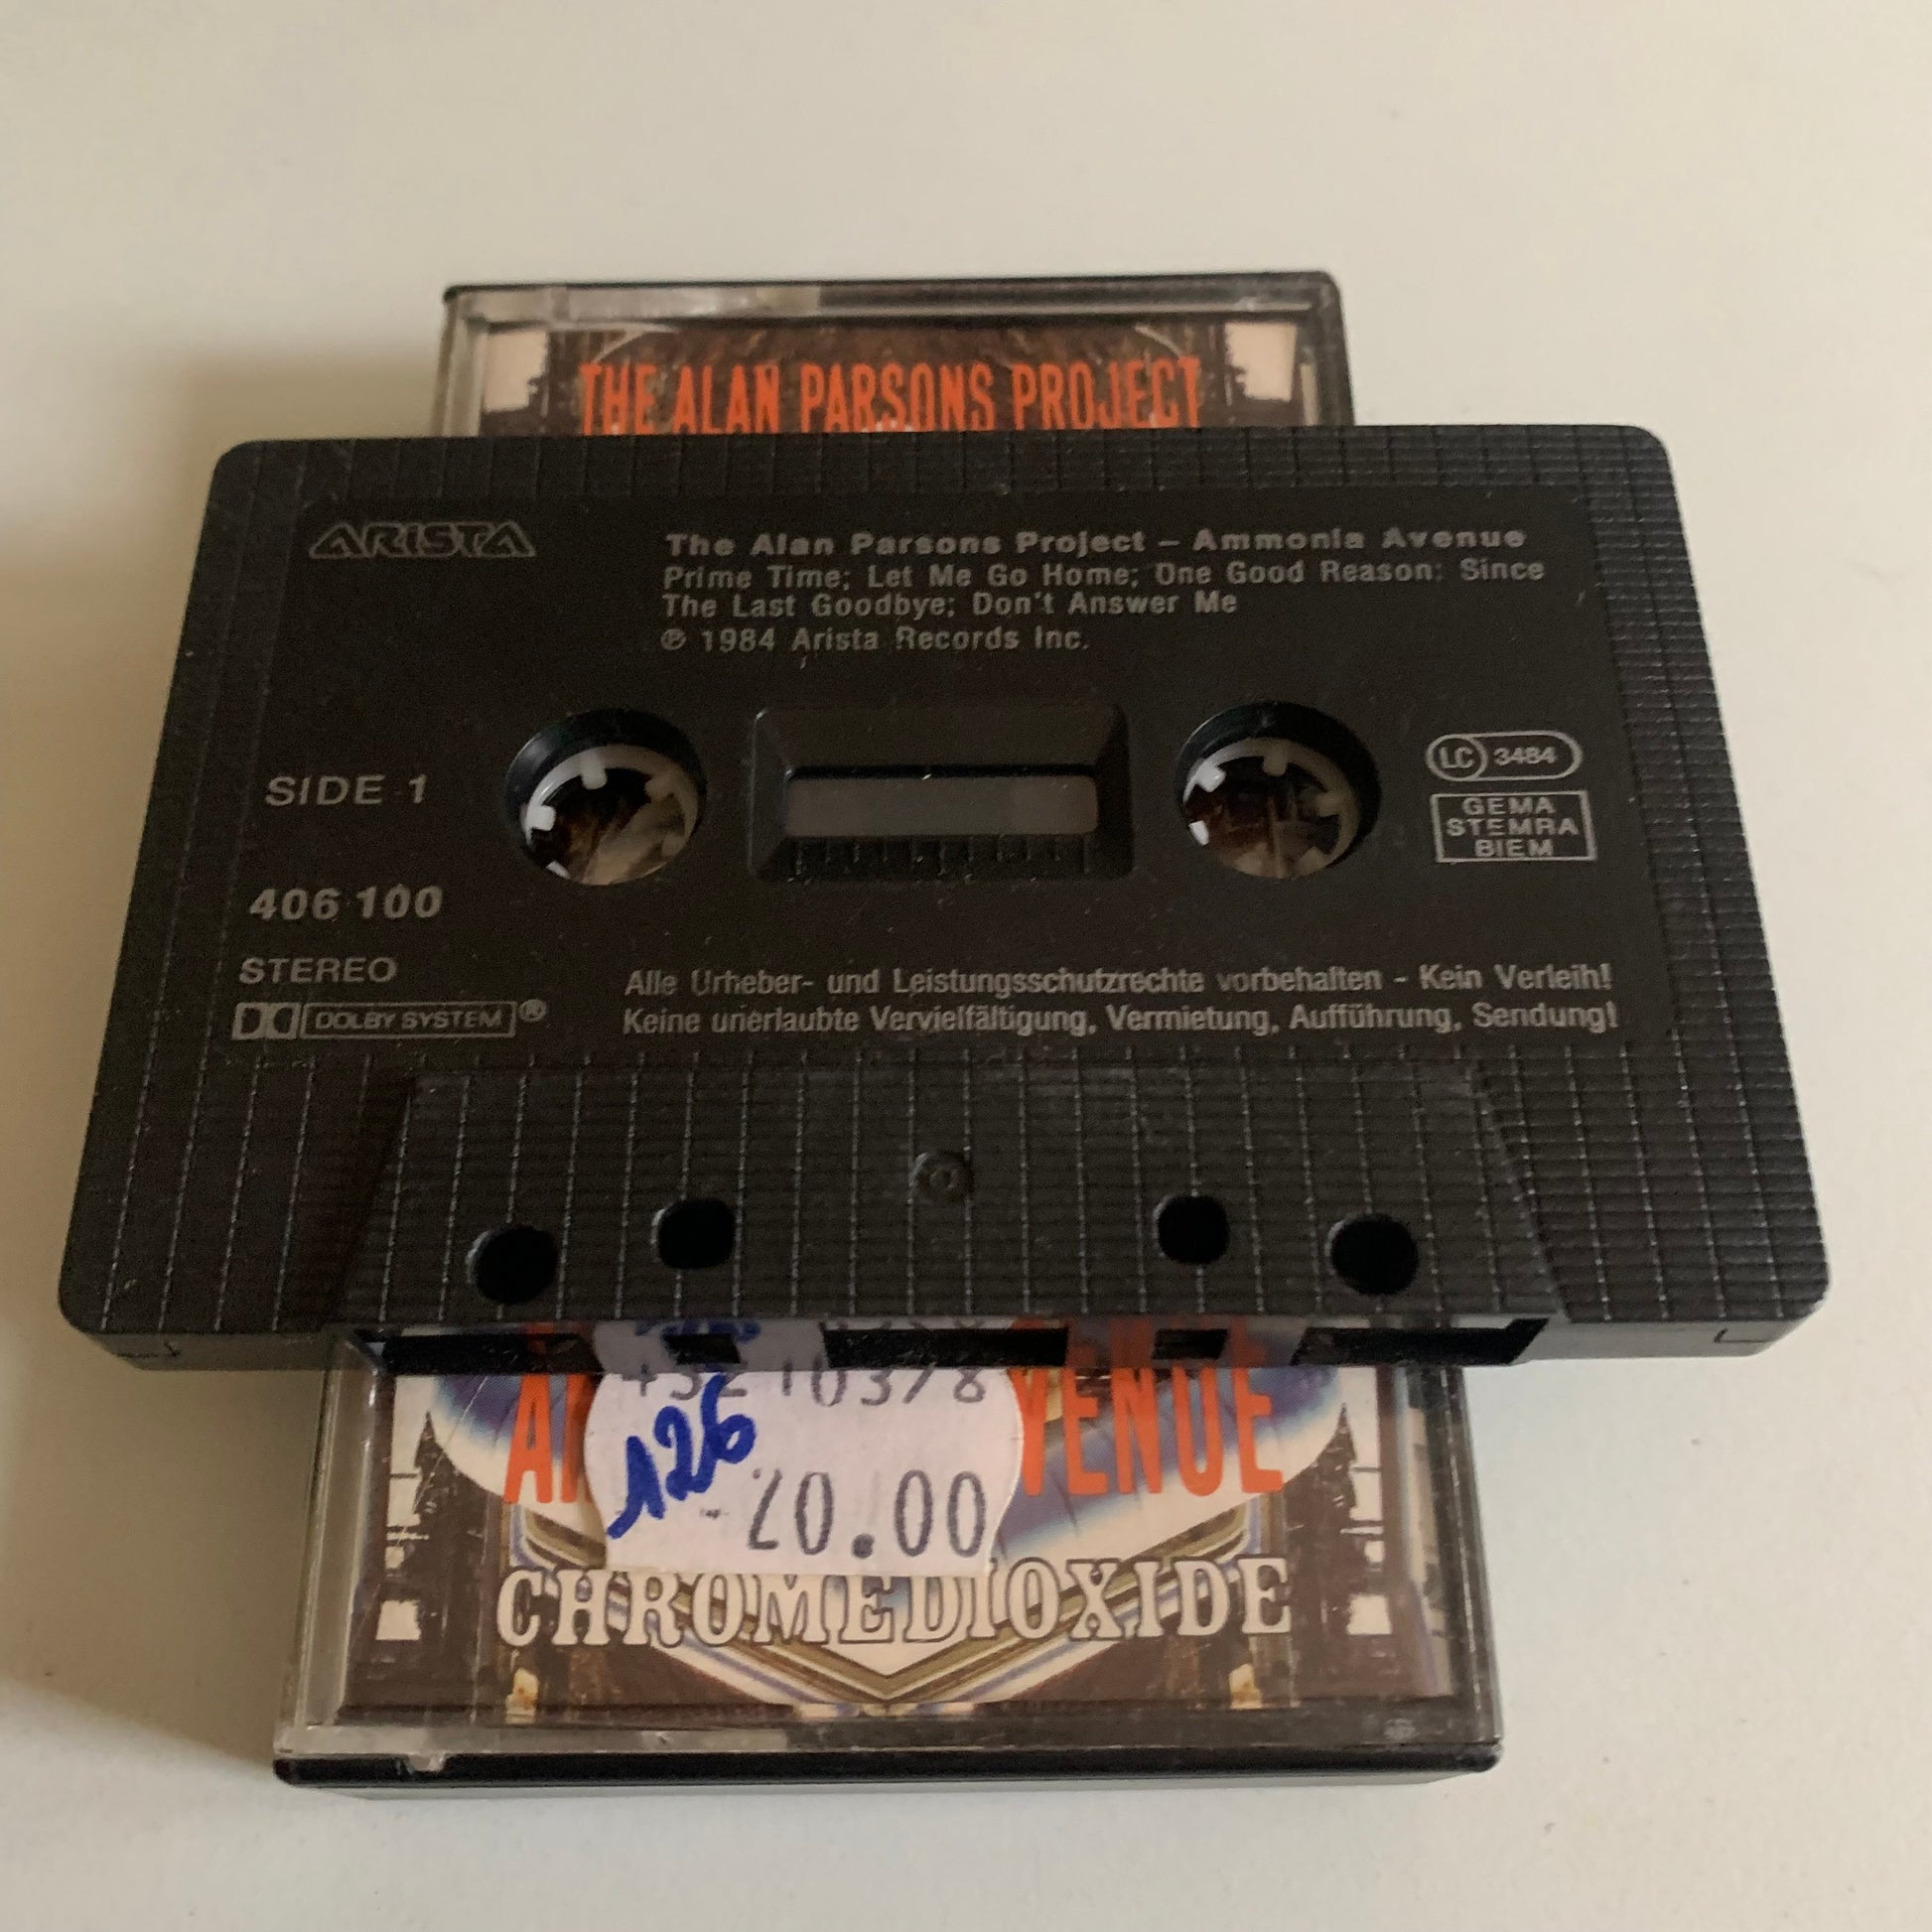 THE ALAN PARSONS PROJECT
ARISTA
The Alan Parsons Project – Ammonia Avenue
Prime Time; Let Me Go Home; One Good Reason; Since
The Last Goodbye; Don't Answer Me
℗ 1984 Arista Records Inc.
SIDE 1
LC 3484
GEMA
STEMRA
BIEM
406 100
STEREO
DOLBY SYSTEM®
Alle Urheber- und Leistungsschutzrechte vorbehalten - Kein Verleih!
Keine unerlaubte Vervielfältigung, Vermietung, Aufführung, Sendung!
126
20.00
CHROMEDIOXIDE